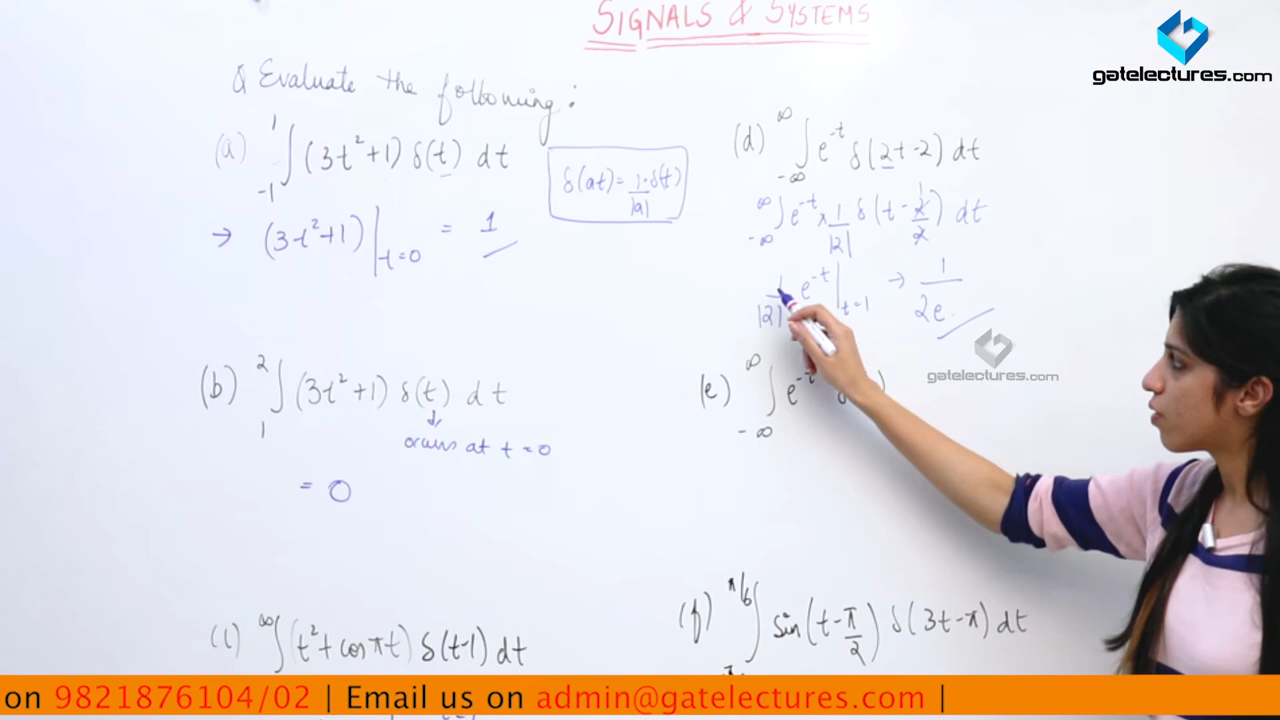 SIGNALS & SYSTEMS
gatelectures.com
Q Evaluate the following:
(a) ∫_{-1}^{1} (3t²+1) δ(t) dt
→ (3t²+1)|_{t=0} = 1
δ(at) = 1/|a| · δ(t)
(b) ∫_{1}^{2} (3t²+1) δ(t) dt
occurs at t=0
= 0
∞∫ (t²+cos πt) δ(t-1) dt
(d) ∫_{-∞}^{∞} e^{-t} δ(2t-2) dt
∫_{-∞}^{∞} e^{-t} × 1/|2| δ(t-2/2) dt
1/|2| e^{-t}|_{t=1} → 1/2e
gatelectures.com
(e) ∫_{-∞}^{∞} e^{-t}
(f) π/6 ∫ sin(t-π/2) δ(3t-π) dt
on 9821876104/02 | Email us on admin@gatelectures.com |